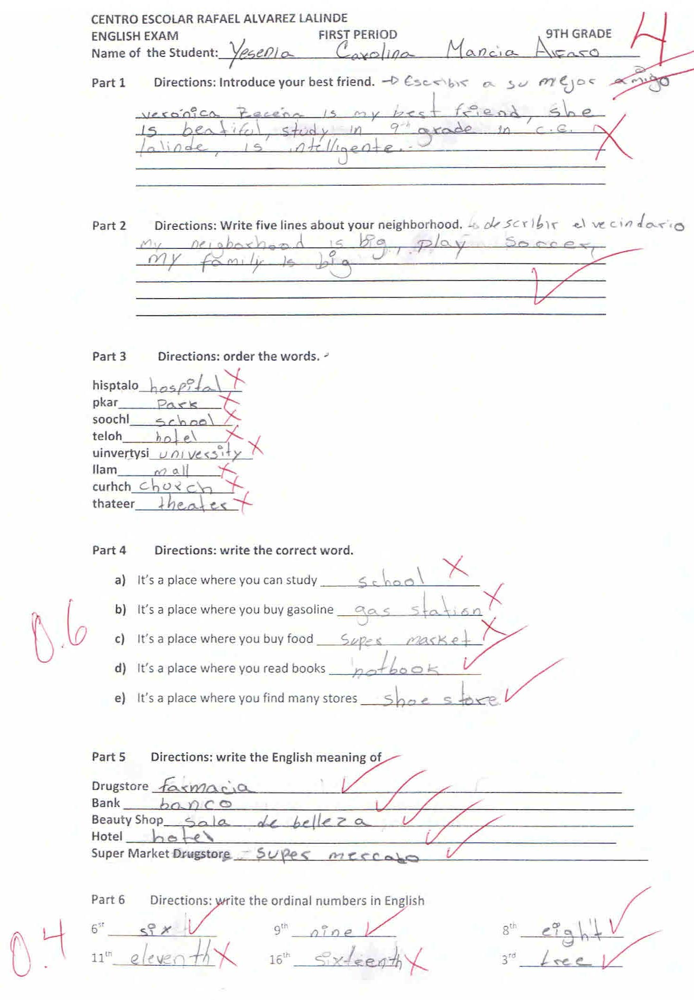 CENTRO ESCOLAR RAFAEL ALVAREZ LALINDE
ENGLISH EXAM FIRST PERIOD 9TH GRADE 4
Name of the Student: Yesenia Carolina Mancia Alfaro
Part 1 Directions: Introduce your best friend. → Escribir a su mejor amigo
veronica is my best friend, she
is beatiful, study in 9th grade in c.e.
lalinde, is intelligente.
Part 2 Directions: Write five lines about your neighborhood. describir el vecindario
My neigborhood is big, play sorcer,
my family is big
Part 3 Directions: order the words.
hisptalo hospital
pkar Park
soochl school
teloh hotel
uinvertysi university
llam mall
curhch church
thateer theater
Part 4 Directions: write the correct word.
a) It's a place where you can study school
b) It's a place where you buy gasoline gas station
0.6
c) It's a place where you buy food super market
d) It's a place where you read books notbook
e) It's a place where you find many stores shoe store
Part 5 Directions: write the English meaning of
Drugstore farmacia
Bank banco
Beauty Shop sala de belleza
Hotel hotel
Super Market Drugstore super mercado
Part 6 Directions: write the ordinal numbers in English
6st six 9th nine 8th eight
0.4
11th eleventh 16th sixteenth 3rd tree